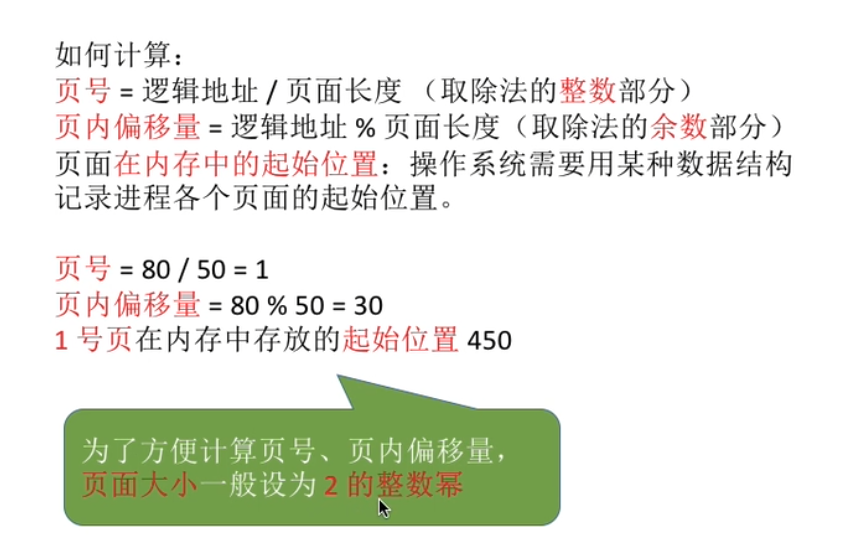 如何计算：
页号 = 逻辑地址 / 页面长度 （取除法的整数部分）
页内偏移量 = 逻辑地址 % 页面长度（取除法的余数部分）
页面在内存中的起始位置：操作系统需要用某种数据结构
记录进程各个页面的起始位置。
页号 = 80 / 50 = 1
页内偏移量 = 80 % 50 = 30
1 号页在内存中存放的起始位置 450
为了方便计算页号、页内偏移量，
页面大小一般设为 2 的整数幂